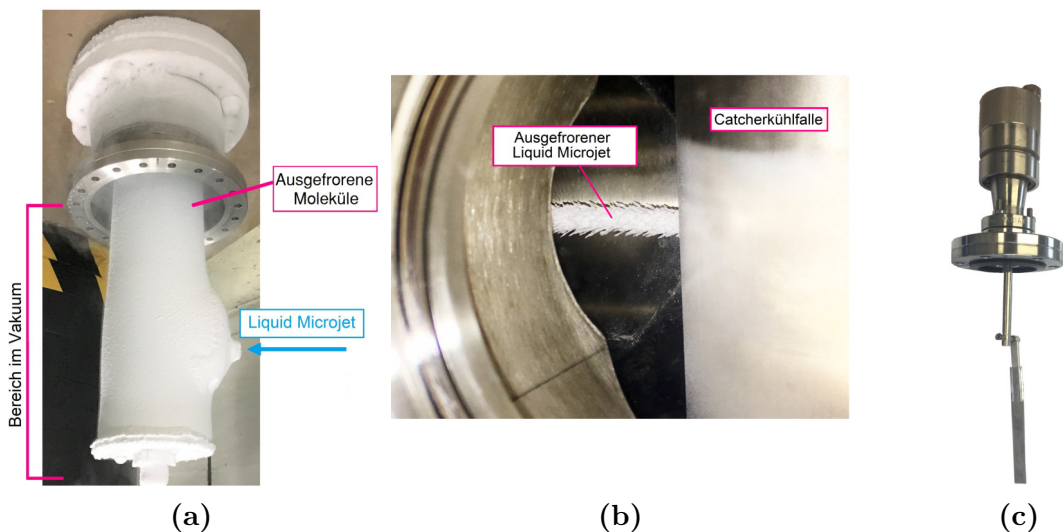 Ausgefrorene
Moleküle
Liquid Microjet
Bereich im Vakuum
Catcherkühlfalle
Ausgefrorener
Liquid Microjet
(a)
(b)
(c)